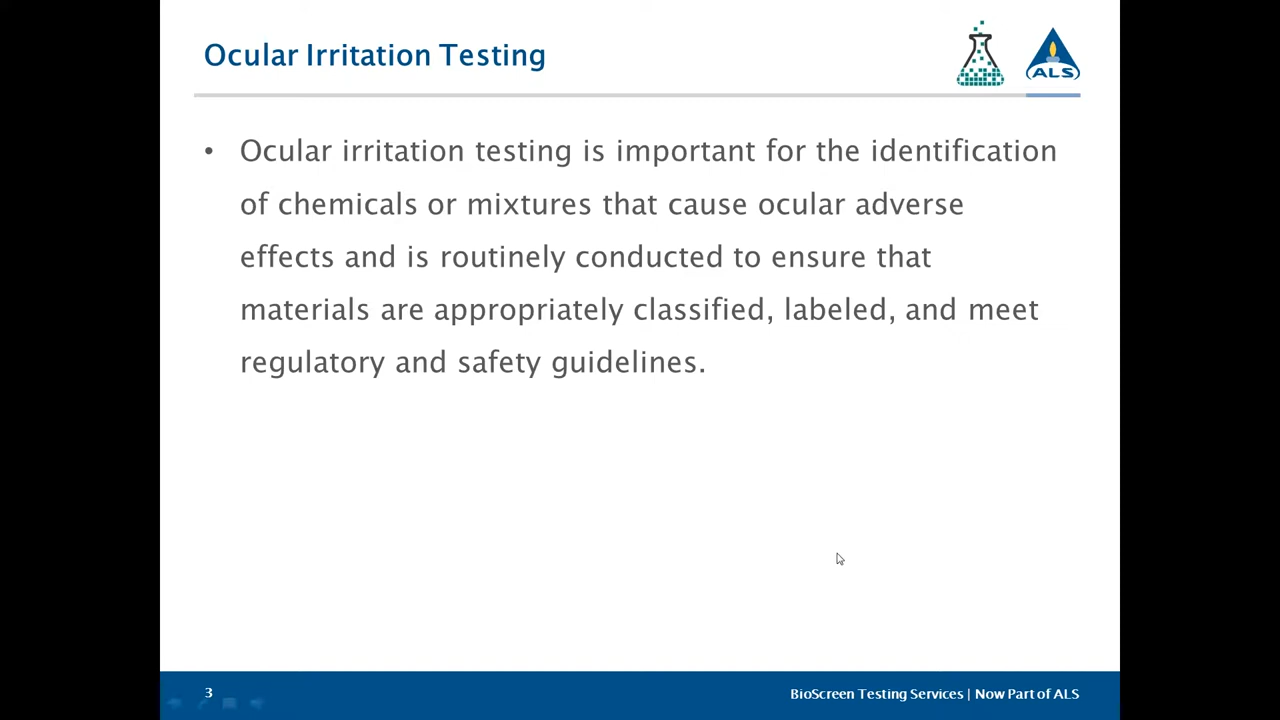 Ocular Irritation Testing
ALS
• Ocular irritation testing is important for the identification
of chemicals or mixtures that cause ocular adverse
effects and is routinely conducted to ensure that
materials are appropriately classified, labeled, and meet
regulatory and safety guidelines.
3
BioScreen Testing Services | Now Part of ALS